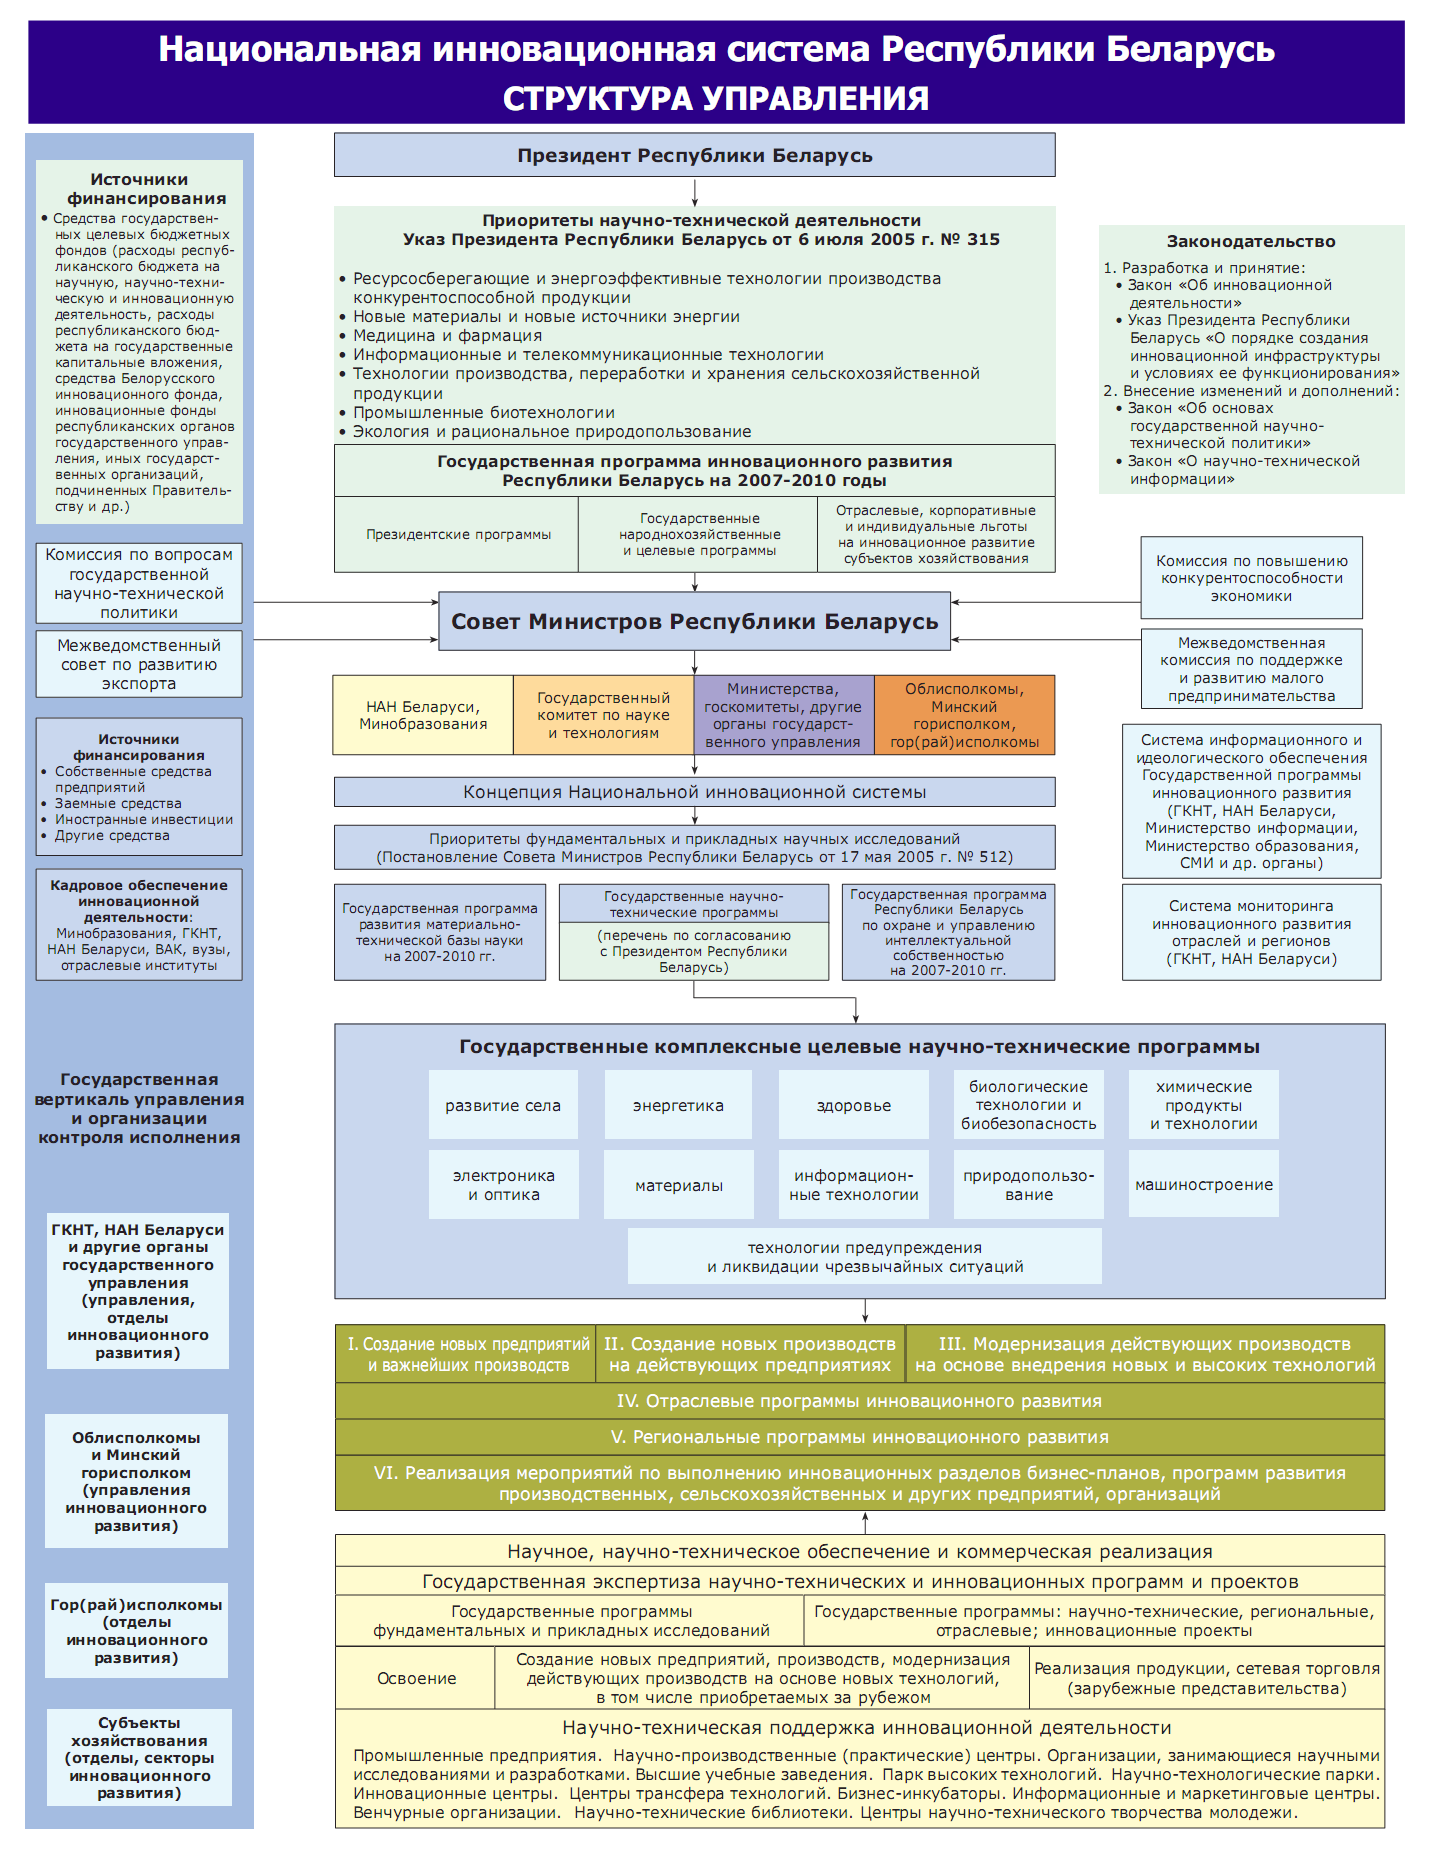 Национальная инновационная система Республики Беларусь
СТРУКТУРА УПРАВЛЕНИЯ
Источники
финансирования
• Средства государствен-
ных целевых бюджетных
фондов (расходы респуб-
ликанского бюджета на
научную, научно-техни-
ческую и инновационную
деятельность, расходы
республиканского бюд-
жета на государственные
капитальные вложения,
средства Белорусского
инновационного фонда,
инновационные фонды
республиканских органов
государственного управ-
ления, иных государст-
венных организаций,
подчиненных Правитель-
ству и др.)
Комиссия по вопросам
государственной
научно-технической
политики
Межведомственный
совет по развитию
экспорта
Источники
финансирования
• Собственные средства
предприятий
• Заемные средства
• Иностранные инвестиции
• Другие средства
Кадровое обеспечение
инновационной
деятельности:
Минобразования, ГКНТ,
НАН Беларуси, ВАК, вузы,
отраслевые институты
Государственная
вертикаль управления
и организации
контроля исполнения
ГКНТ, НАН Беларуси
и другие органы
государственного
управления
(управления,
отделы
инновационного
развития)
Облисполкомы
и Минский
горисполком
(управления
инновационного
развития)
Гор(рай)исполкомы
(отделы
инновационного
развития)
Субъекты
хозяйствования
(отделы, секторы
инновационного
развития)
Президент Республики Беларусь
Приоритеты научно-технической деятельности
Указ Президента Республики Беларусь от 6 июля 2005 г. № 315
• Ресурсосберегающие и энергоэффективные технологии производства
конкурентоспособной продукции
• Новые материалы и новые источники энергии
• Медицина и фармация
• Информационные и телекоммуникационные технологии
• Технологии производства, переработки и хранения сельскохозяйственной
продукции
• Промышленные биотехнологии
• Экология и рациональное природопользование
Государственная программа инновационного развития
Республики Беларусь на 2007-2010 годы
Президентские программы
Государственные
народнохозяйственные
и целевые программы
Отраслевые, корпоративные
и индивидуальные льготы
на инновационное развитие
субъектов хозяйствования
Совет Министров Республики Беларусь
НАН Беларуси,
Минобразования
Государственный
комитет по науке
и технологиям
Министерства,
госкомитеты, другие
органы государст-
венного управления
Облисполкомы,
Минский
горисполком,
гор(рай)исполкомы
Концепция Национальной инновационной системы
Приоритеты фундаментальных и прикладных научных исследований
(Постановление Совета Министров Республики Беларусь от 17 мая 2005 г. № 512)
Государственная программа
развития материально-
технической базы науки
на 2007-2010 гг.
Государственные научно-
технические программы
(перечень по согласованию
с Президентом Республики
Беларусь)
Государственная программа
Республики Беларусь
по охране и управлению
интеллектуальной
собственностью
на 2007-2010 гг.
Законодательство
1. Разработка и принятие:
• Закон «Об инновационной
деятельности»
• Указ Президента Республики
Беларусь «О порядке создания
инновационной инфраструктуры
и условиях ее функционирования»
2. Внесение изменений и дополнений:
• Закон «Об основах
государственной научно-
технической политики»
• Закон «О научно-технической
информации»
Комиссия по повышению
конкурентоспособности
экономики
Межведомственная
комиссия по поддержке
и развитию малого
предпринимательства
Система информационного и
идеологического обеспечения
Государственной программы
инновационного развития
(ГКНТ, НАН Беларуси,
Министерство информации,
Министерство образования,
СМИ и др. органы)
Система мониторинга
инновационного развития
отраслей и регионов
(ГКНТ, НАН Беларуси)
Государственные комплексные целевые научно-технические программы
развитие села
энергетика
здоровье
биологические
технологии и
биобезопасность
химические
продукты
и технологии
электроника
и оптика
материалы
информацион-
ные технологии
природопользо-
вание
машиностроение
технологии предупреждения
и ликвидации чрезвычайных ситуаций
I. Создание новых предприятий
и важнейших производств
II. Создание новых производств
на действующих предприятиях
III. Модернизация действующих производств
на основе внедрения новых и высоких технологий
IV. Отраслевые программы инновационного развития
V. Региональные программы инновационного развития
VI. Реализация мероприятий по выполнению инновационных разделов бизнес-планов, программ развития
производственных, сельскохозяйственных и других предприятий, организаций
Научное, научно-техническое обеспечение и коммерческая реализация
Государственная экспертиза научно-технических и инновационных программ и проектов
Государственные программы
фундаментальных и прикладных исследований
Государственные программы: научно-технические, региональные,
отраслевые; инновационные проекты
Освоение
Создание новых предприятий, производств, модернизация
действующих производств на основе новых технологий,
в том числе приобретаемых за рубежом
Реализация продукции, сетевая торговля
(зарубежные представительства)
Научно-техническая поддержка инновационной деятельности
Промышленные предприятия. Научно-производственные (практические) центры. Организации, занимающиеся научными
исследованиями и разработками. Высшие учебные заведения. Парк высоких технологий. Научно-технологические парки.
Инновационные центры. Центры трансфера технологий. Бизнес-инкубаторы. Информационные и маркетинговые центры.
Венчурные организации. Научно-технические библиотеки. Центры научно-технического творчества молодежи.